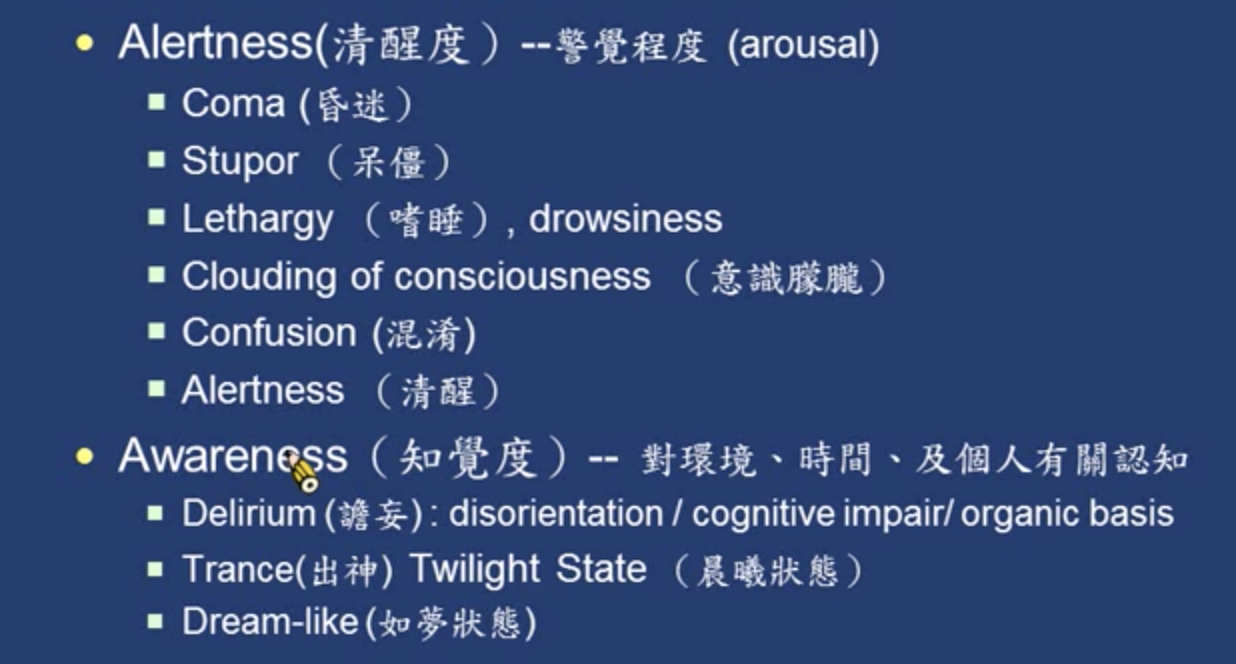 Alertness(清醒度）--警覺程度 (arousal)
Coma (昏迷）
Stupor （呆僵）
Lethargy （嗜睡）, drowsiness
Clouding of consciousness （意識朦朧）
Confusion (混淆)
Alertness （清醒）
Awareness（知覺度）-- 對環境、時間、及個人有關認知
Delirium (譫妄) : disorientation / cognitive impair/ organic basis
Trance(出神) Twilight State （晨曦狀態）
Dream-like (如夢狀態)